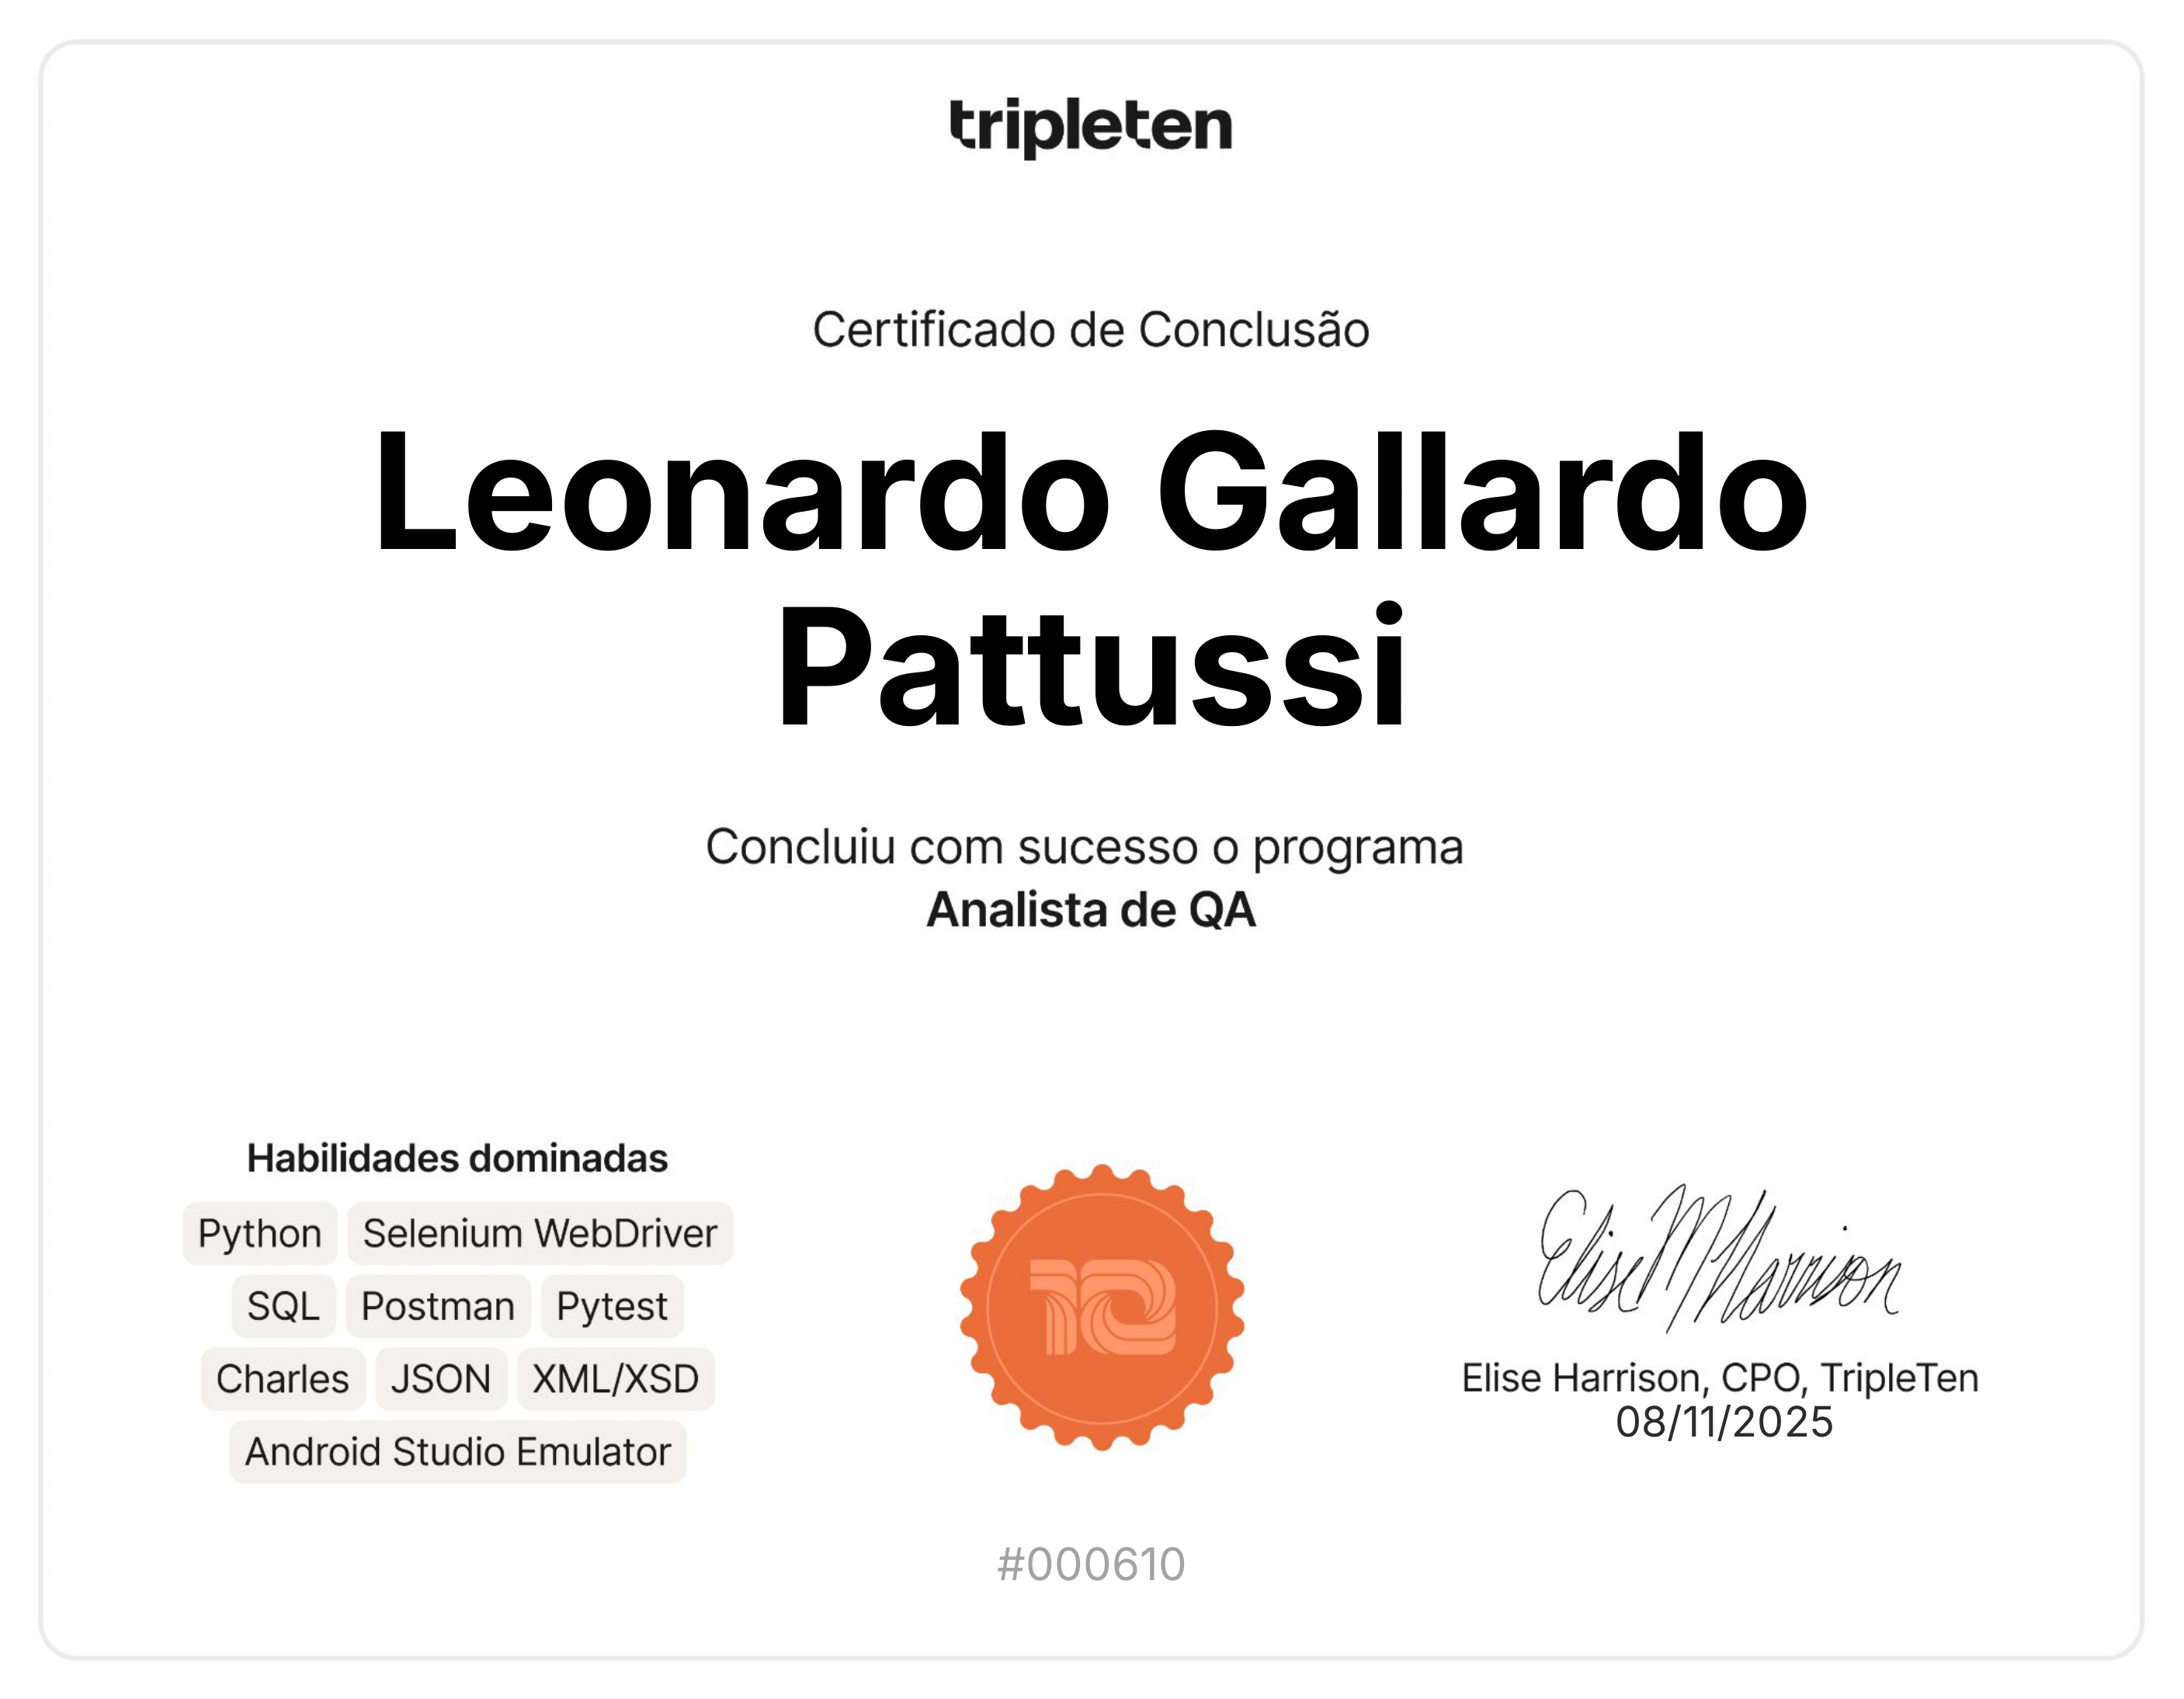 tripleten
Certificado de Conclusão
Leonardo Gallardo
Pattussi
Concluiu com sucesso o programa
Analista de QA
Habilidades dominadas
Python Selenium WebDriver
SQL Postman Pytest
Charles JSON XML/XSD
Android Studio Emulator
Elise M Harrison
Elise Harrison, CPO, TripleTen
08/11/2025
#000610